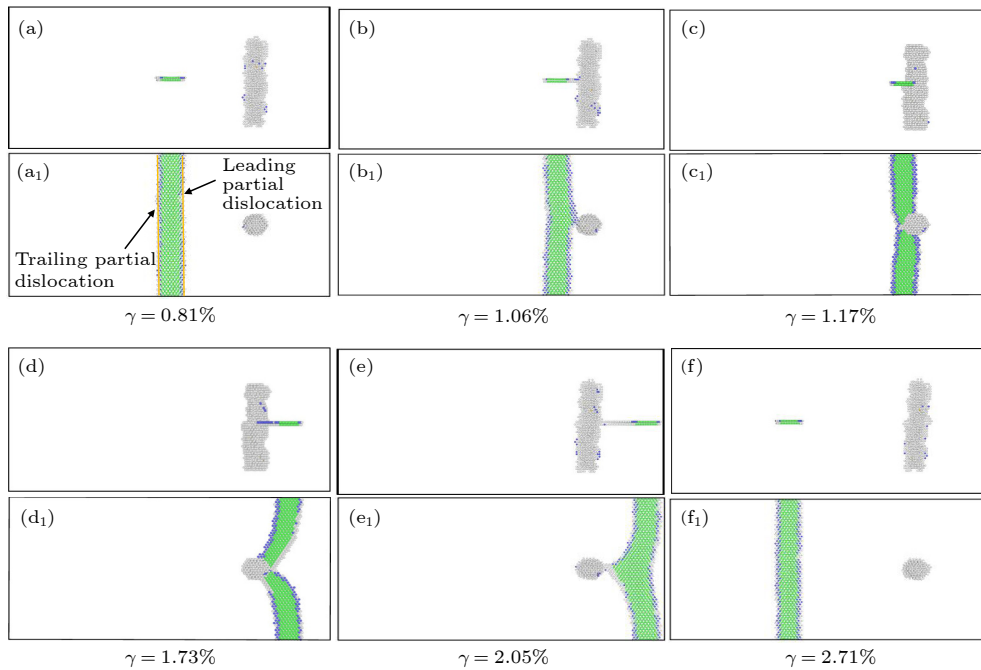 (a)
(b)
(c)
(a₁)
Leading
partial
dislocation
Trailing partial
dislocation
(b₁)
(c₁)
γ = 0.81%
γ = 1.06%
γ = 1.17%
(d)
(e)
(f)
(d₁)
(e₁)
(f₁)
γ = 1.73%
γ = 2.05%
γ = 2.71%